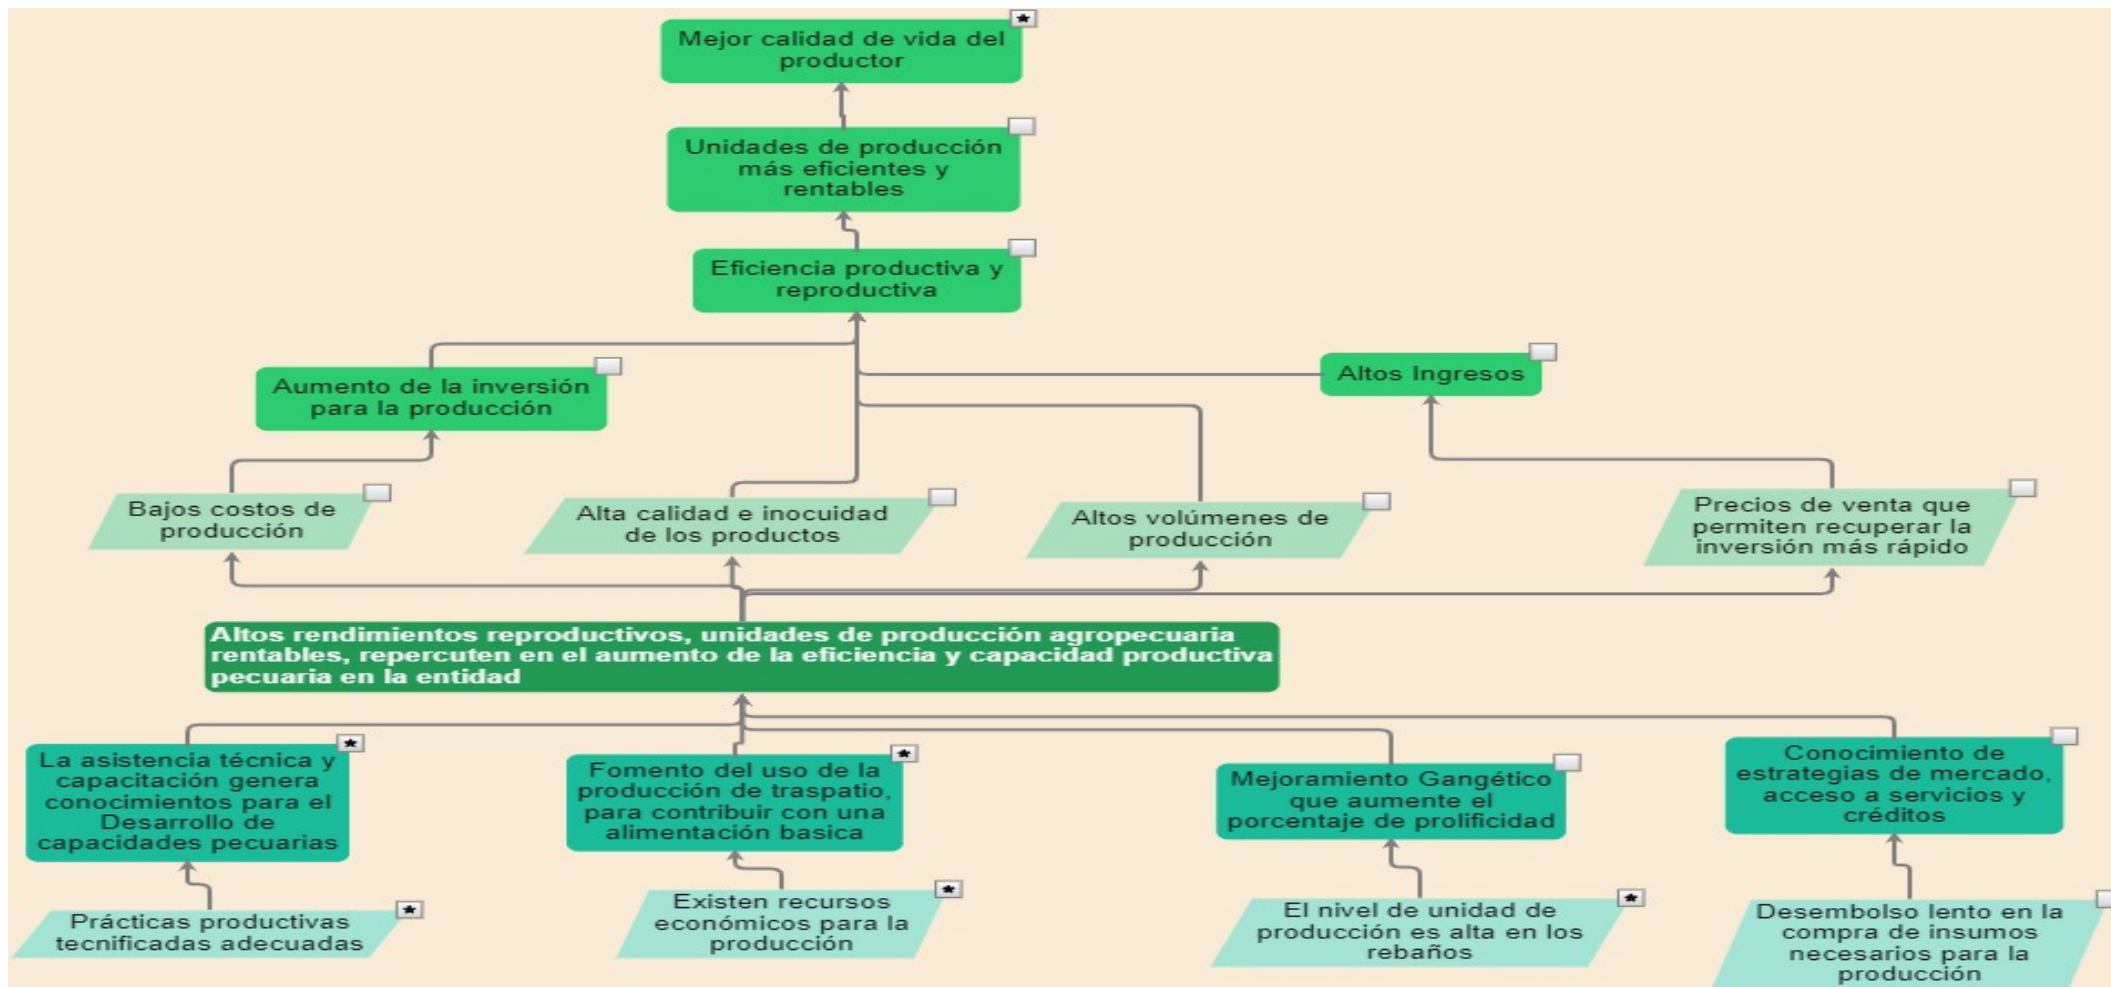 Mejor calidad de vida del
productor
Unidades de producción
más eficientes y
rentables
Eficiencia productiva y
reproductiva
Aumento de la inversión
para la producción
Altos Ingresos
Bajos costos de
producción
Alta calidad e inocuidad
de los productos
Altos volúmenes de
producción
Precios de venta que
permiten recuperar la
inversión más rápido
Altos rendimientos reproductivos, unidades de producción agropecuaria
rentables, repercuten en el aumento de la eficiencia y capacidad productiva
pecuaria en la entidad
La asistencia técnica y
capacitación genera
conocimientos para el
Desarrollo de
capacidades pecuarias
Fomento del uso de la
producción de traspatio,
para contribuir con una
alimentación basica
Mejoramiento Gangético
que aumente el
porcentaje de prolificidad
Conocimiento de
estrategias de mercado,
acceso a servicios y
créditos
Prácticas productivas
tecnificadas adecuadas
Existen recursos
económicos para la
producción
El nivel de unidad de
producción es alta en los
rebaños
Desembolso lento en la
compra de insumos
necesarios para la
producción